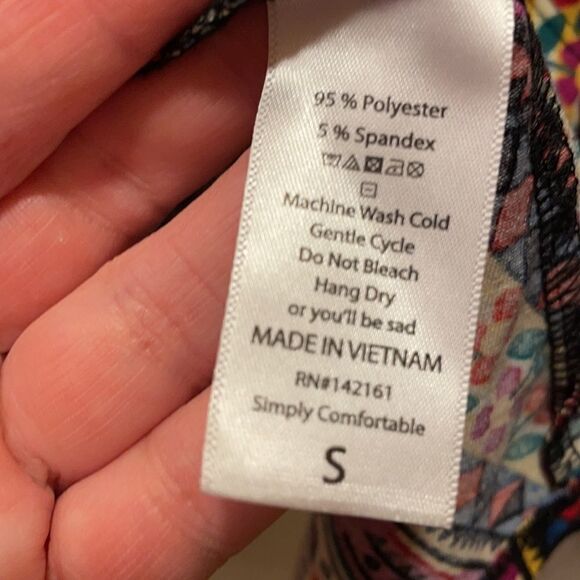 95 % Polyester
5 % Spandex
Machine Wash Cold
Gentle Cycle
Do Not Bleach
Hang Dry
or you'll be sad
MADE IN VIETNAM
RN#142161
Simply Comfortable
S